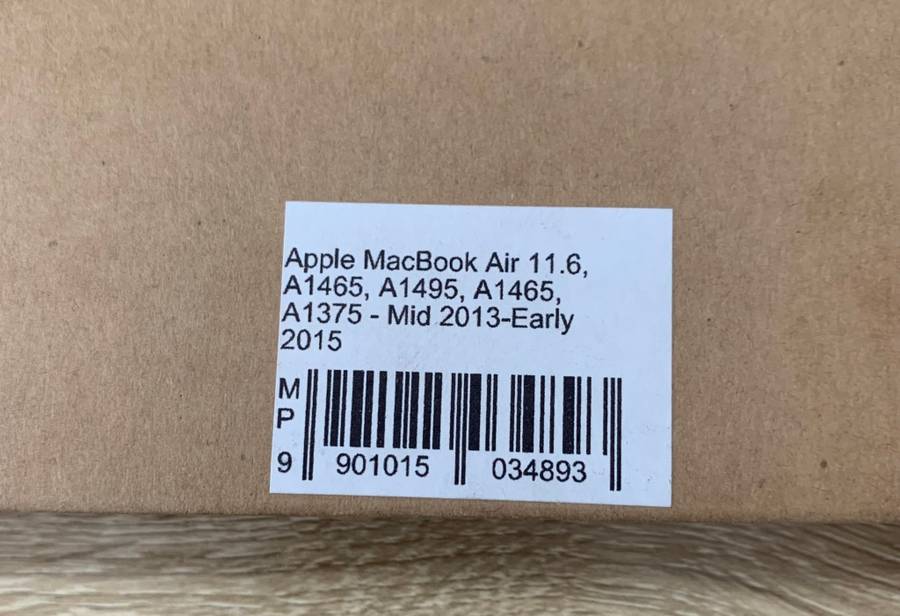 Apple MacBook Air 11.6,
A1465, A1495, A1465,
A1375 - Mid 2013-Early
2015
M
P
9 901015 034893